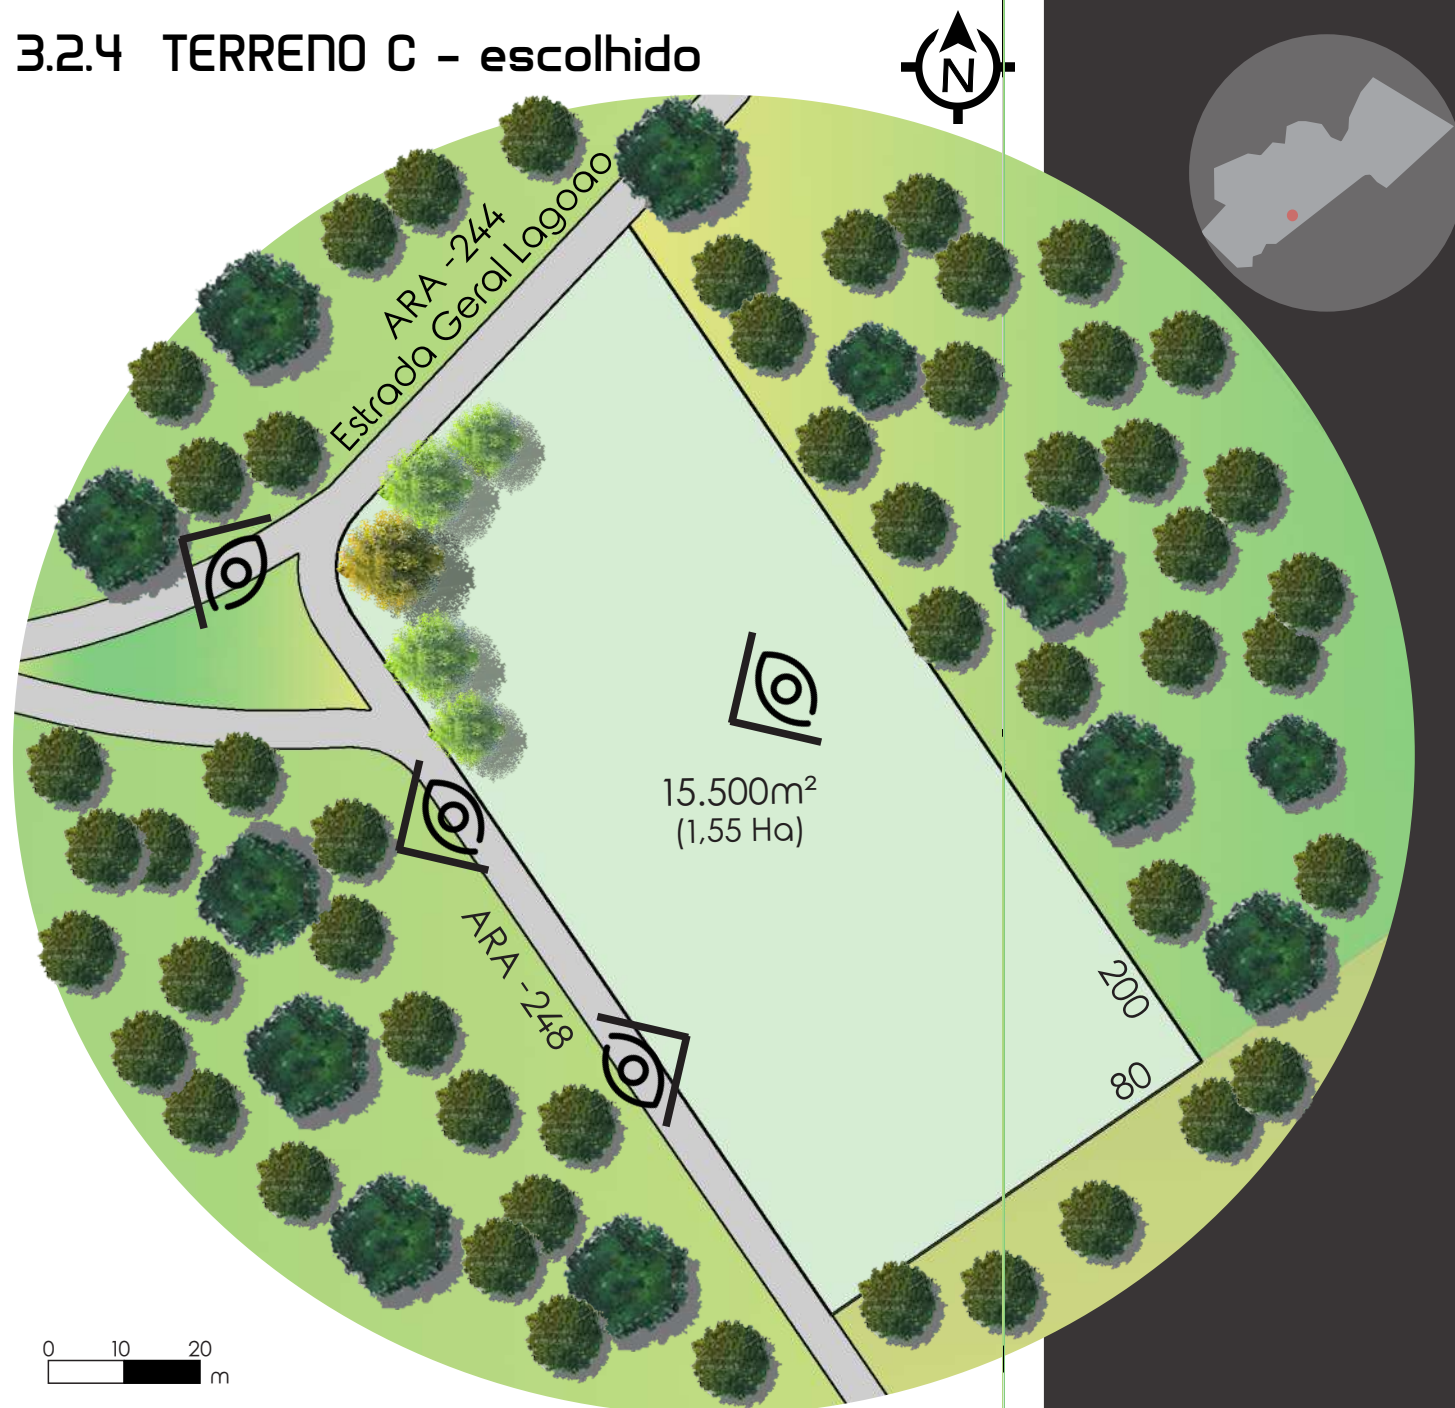 3.2.4 TERRENO C - escolhido
N
ARA -244
Estrada Geral Lagoao
15.500m²
(1,55 Ha)
ARA -248
200
80
0 10 20
m